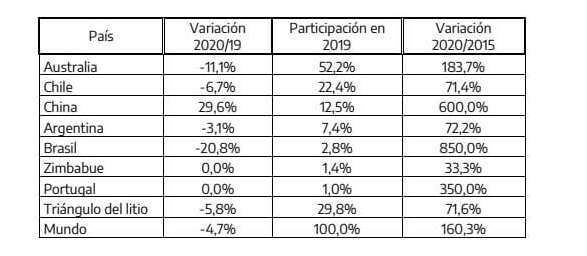 País Variación 2020/19 Participación en 2019 Variación 2020/2015
Australia -11,1% 52,2% 183,7%
Chile -6,7% 22,4% 71,4%
China 29,6% 12,5% 600,0%
Argentina -3,1% 7,4% 72,2%
Brasil -20,8% 2,8% 850,0%
Zimbabue 0,0% 1,4% 33,3%
Portugal 0,0% 1,0% 350,0%
Triángulo del litio -5,8% 29,8% 71,6%
Mundo -4,7% 100,0% 160,3%